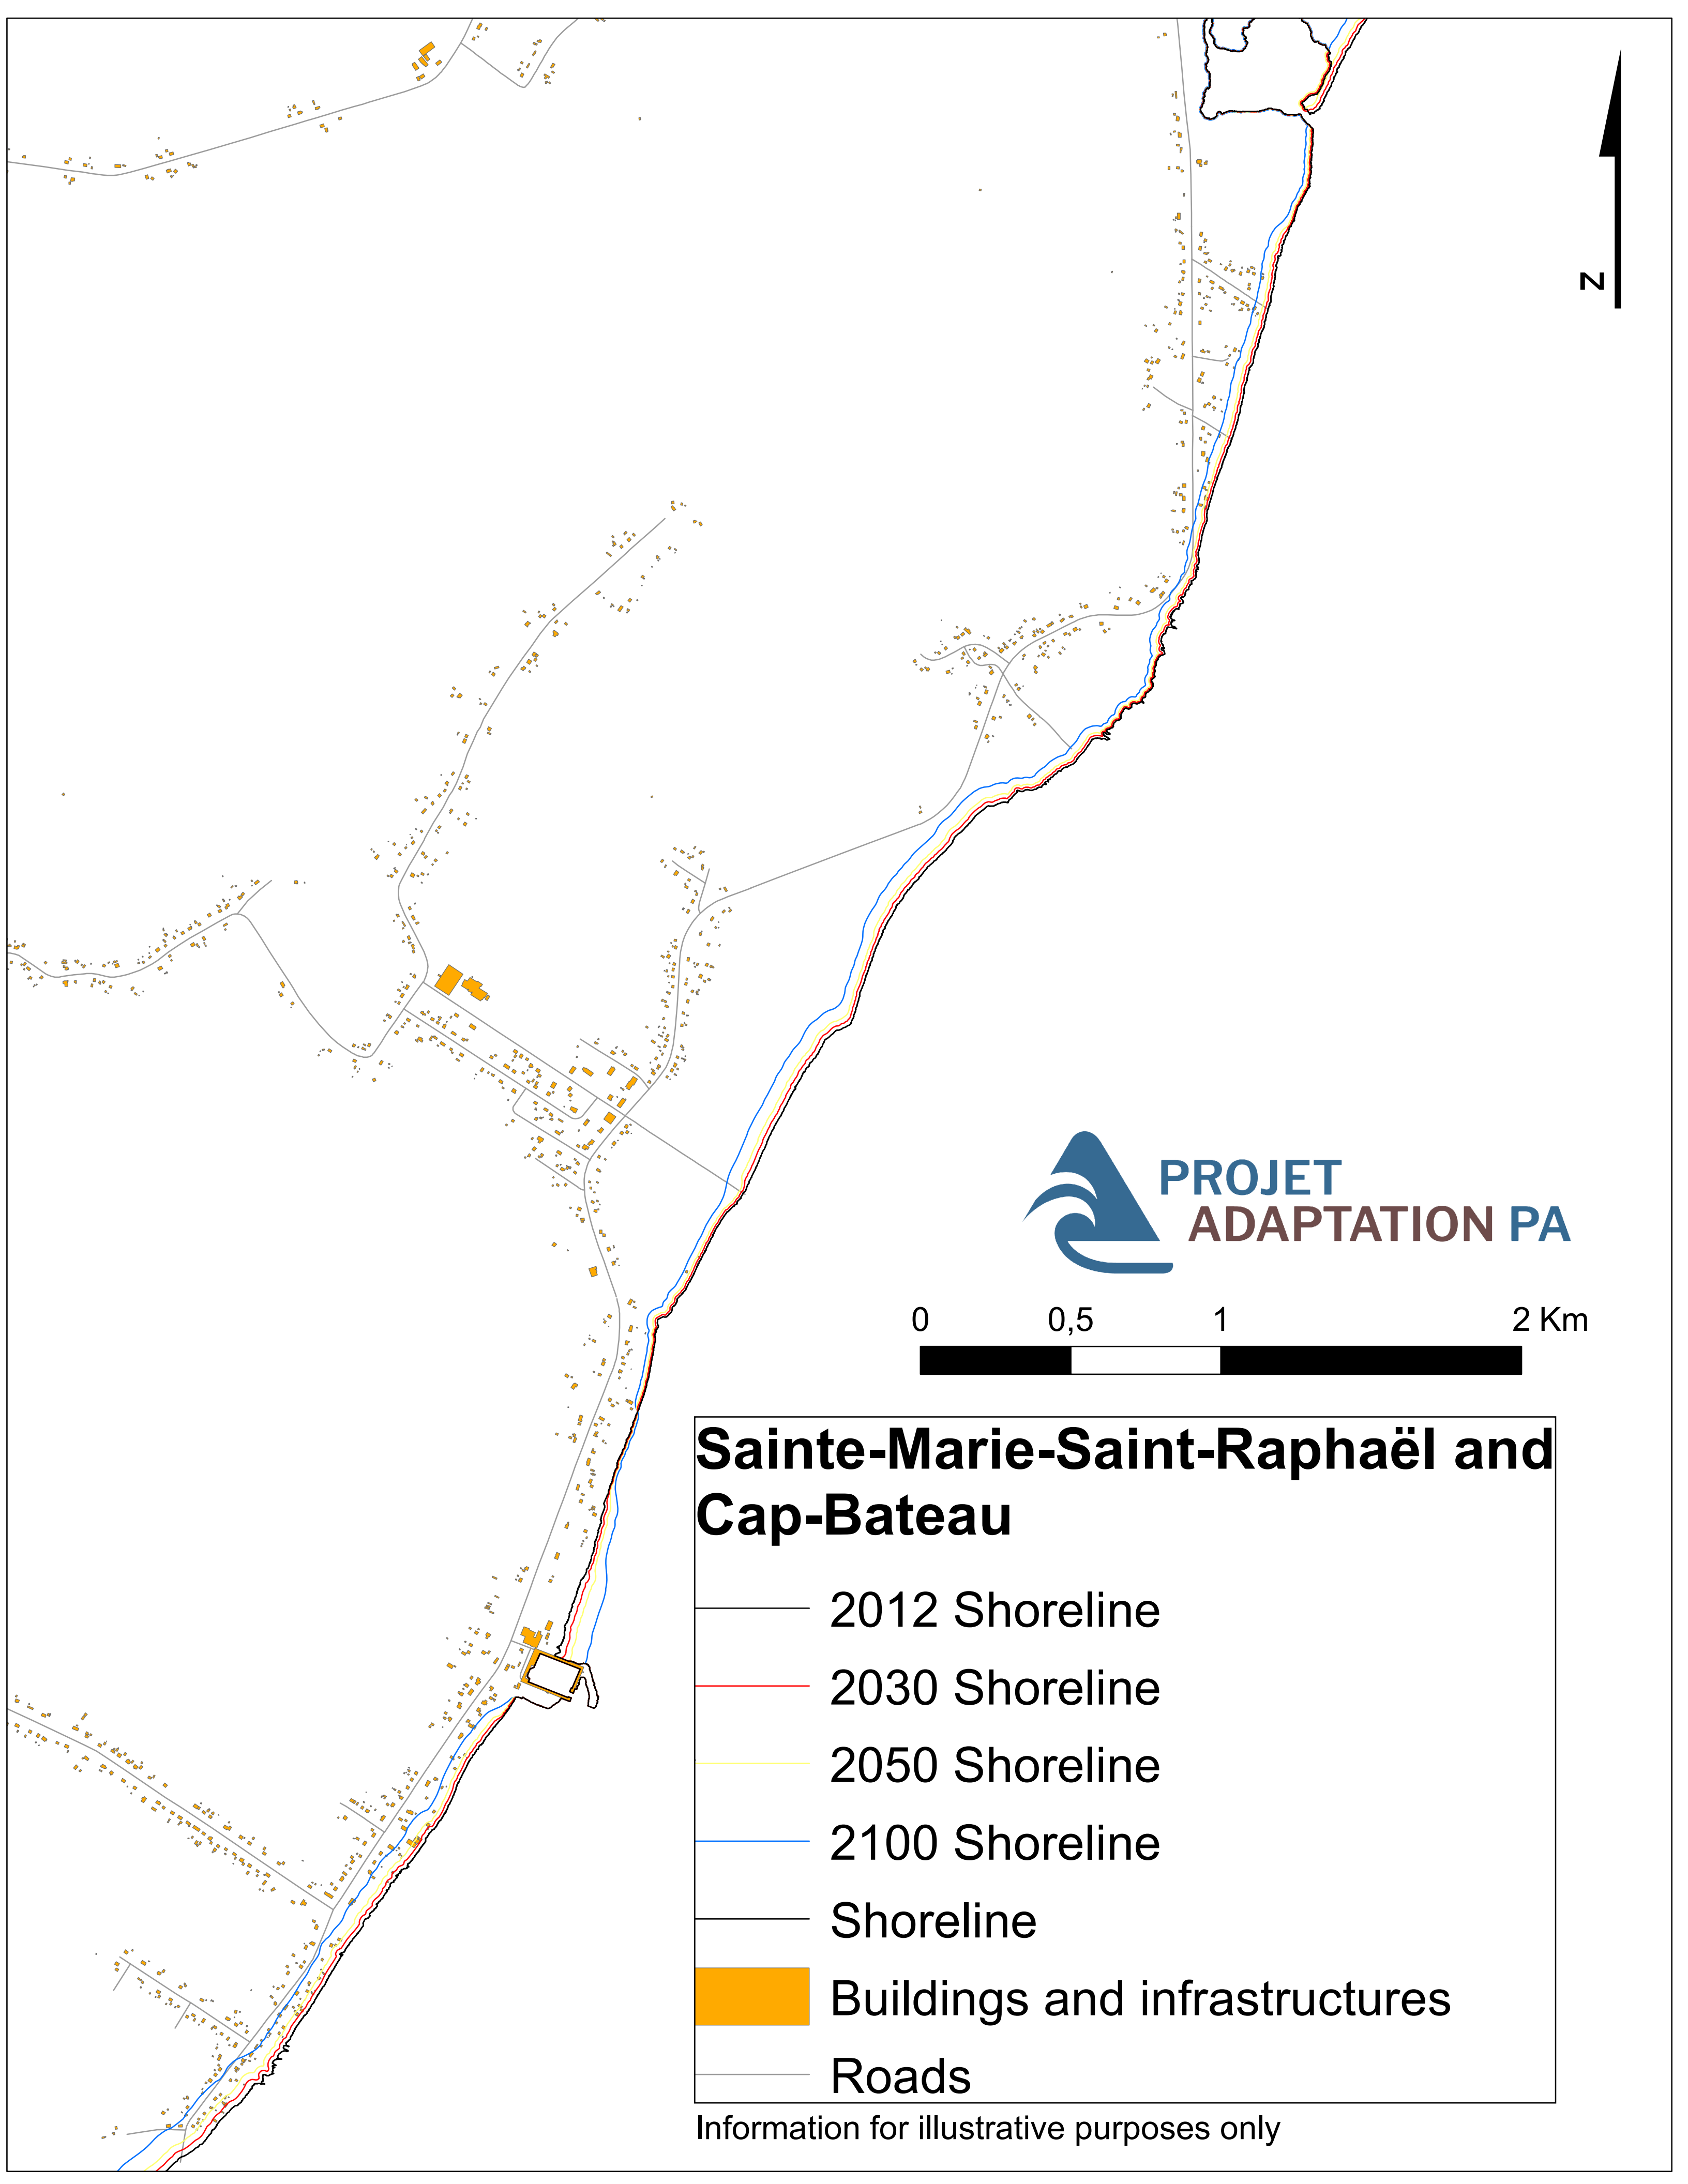 N
PROJET
ADAPTATION PA
0 0,5 1 2 Km
Sainte-Marie-Saint-Raphaël and
Cap-Bateau
2012 Shoreline
2030 Shoreline
2050 Shoreline
2100 Shoreline
Shoreline
Buildings and infrastructures
Roads
Information for illustrative purposes only